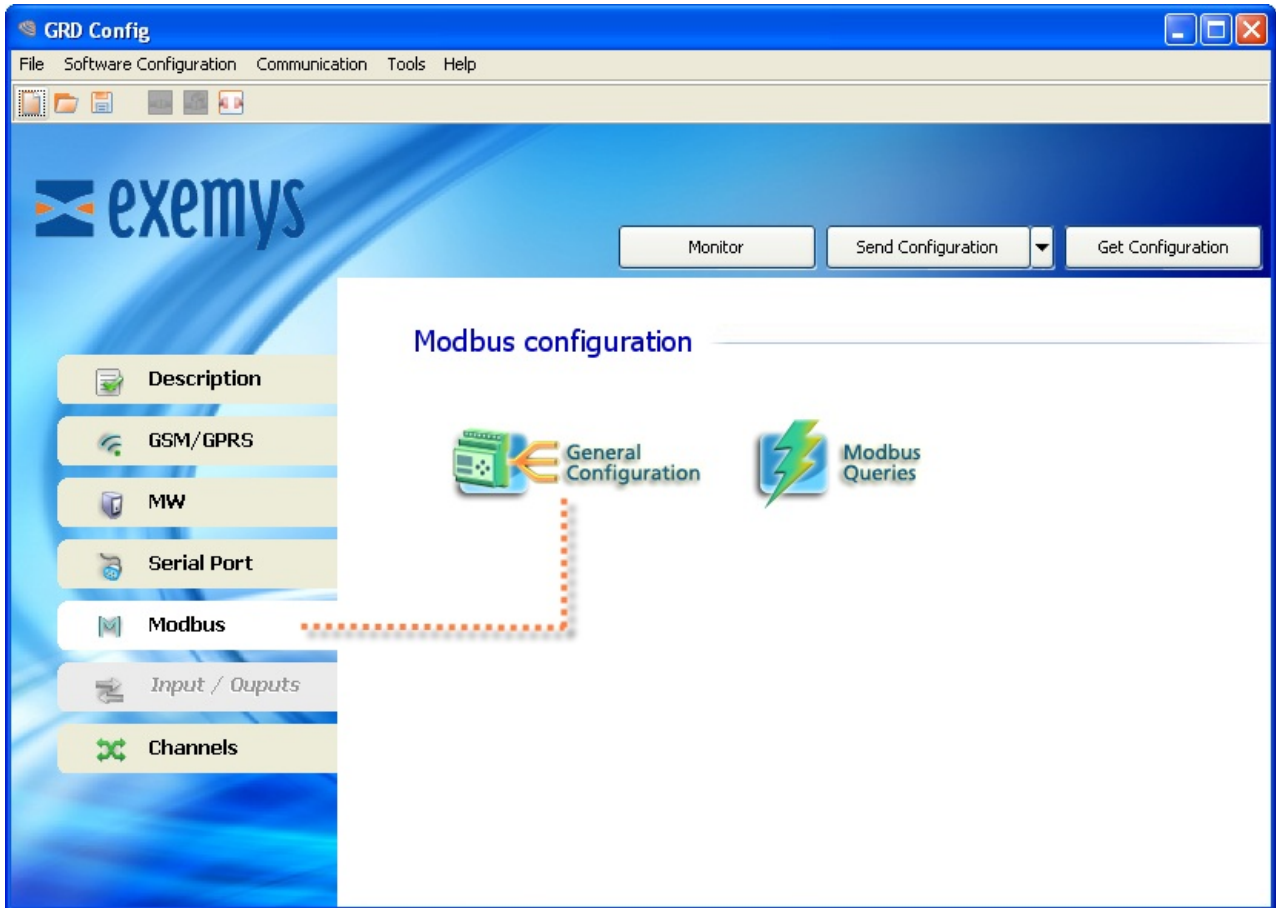 GRD Config
File Software Configuration Communication Tools Help
exemys
Monitor Send Configuration Get Configuration
Modbus configuration
Description
GSM/GPRS
General Configuration
Modbus Queries
MW
Serial Port
Modbus
Input / Ouputs
Channels